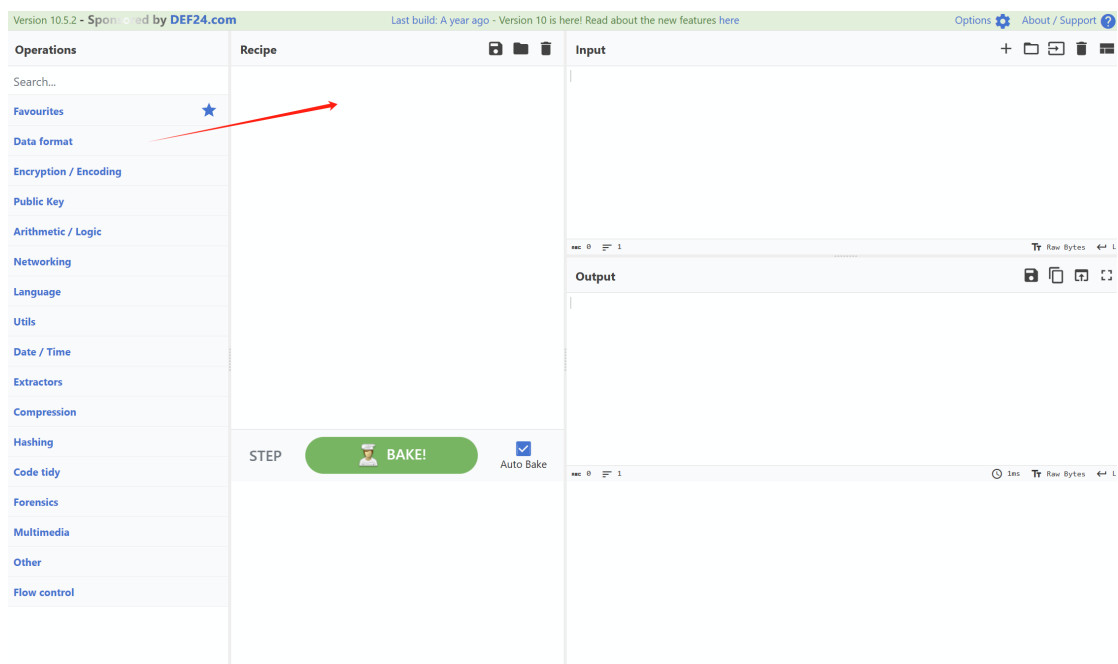 Version 10.5.2 - Spon ed by DEF24.com
Last build: A year ago - Version 10 is here! Read about the new features here
Options
About / Support
Operations
Recipe
Input
Search...
Favourites
Data format
Encryption / Encoding
Public Key
Arithmetic / Logic
Networking
Language
Utils
Date / Time
Extractors
Compression
Hashing
Code tidy
Forensics
Multimedia
Other
Flow control
STEP
BAKE!
Auto Bake
0
1
Raw Bytes
L
Output
0
1
1ms
Raw Bytes
L